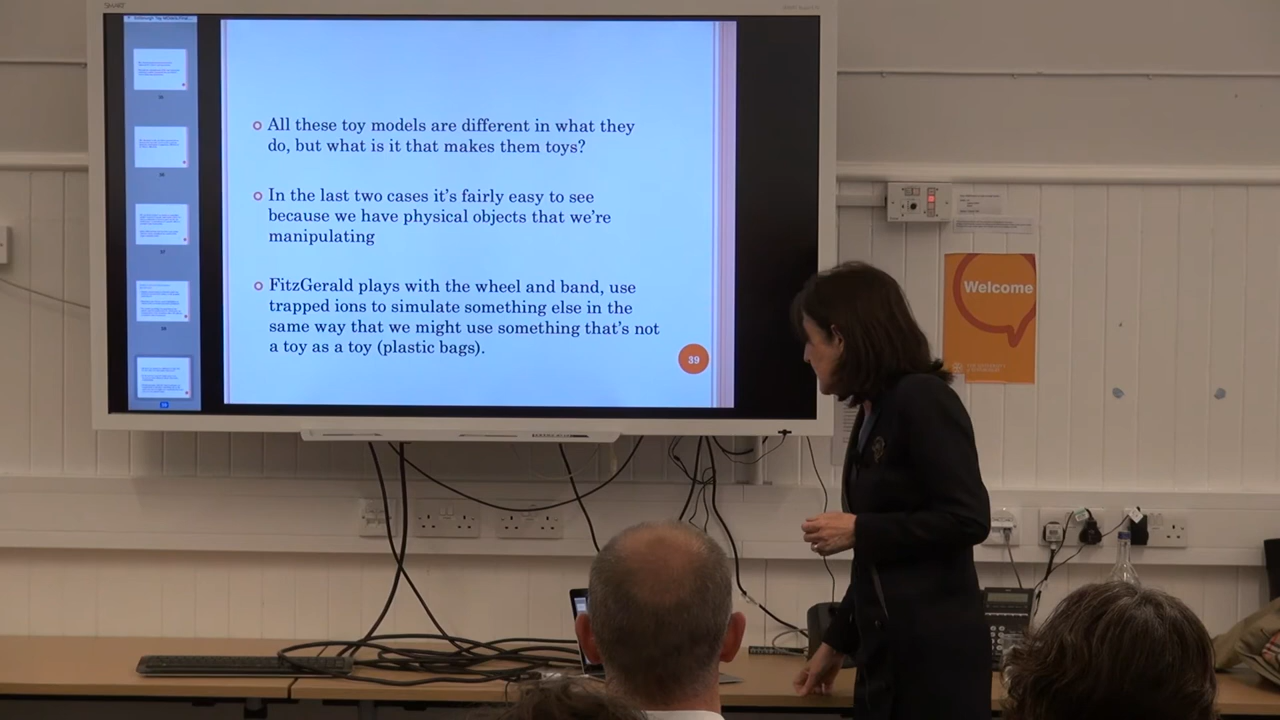 SMART
All these toy models are different in what they
do, but what is it that makes them toys?
In the last two cases it's fairly easy to see
because we have physical objects that we're
manipulating
FitzGerald plays with the wheel and band, use
trapped ions to simulate something else in the
same way that we might use something that's not
a toy as a toy (plastic bags).
39
Welcome